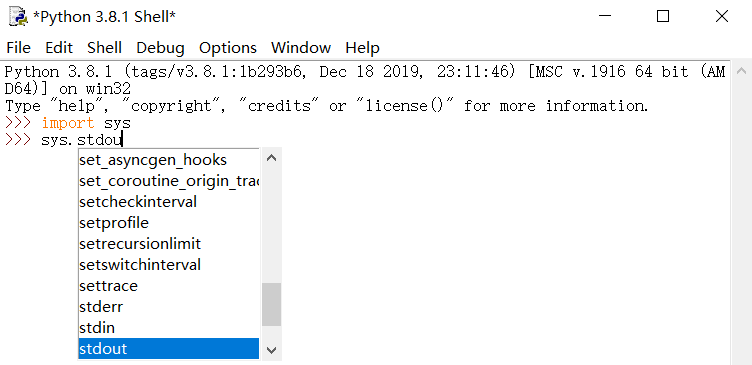 *Python 3.8.1 Shell*
File Edit Shell Debug Options Window Help
Python 3.8.1 (tags/v3.8.1:1b293b6, Dec 18 2019, 23:11:46) [MSC v.1916 64 bit (AM
D64)] on win32
Type "help", "copyright", "credits" or "license()" for more information.
>>> import sys
>>> sys.stdou
set_asyncgen_hooks
set_coroutine_origin_trac
setcheckinterval
setprofile
setrecursionlimit
setswitchinterval
settrace
stderr
stdin
stdout